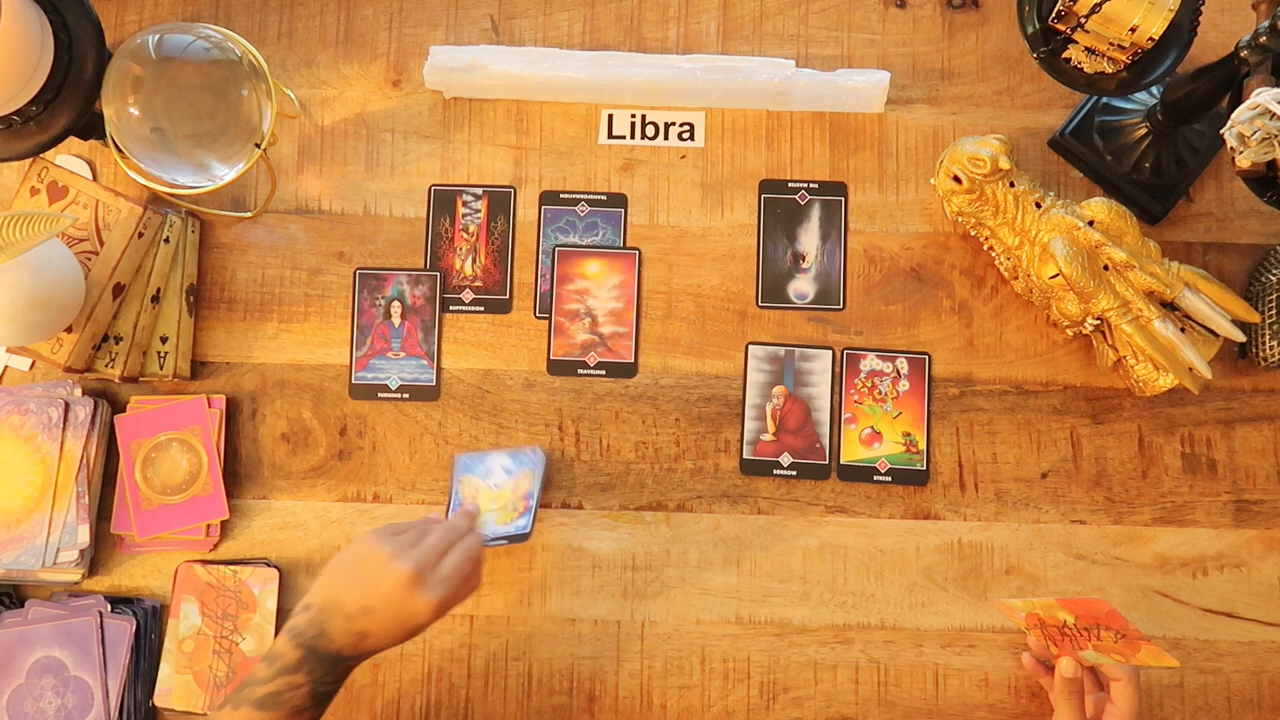 Libra
SUPPRESSION
TRANSFORMATION
THE MASTER
TURNING IN
TRAVELING
SORROW
STRESS
Q
K
A